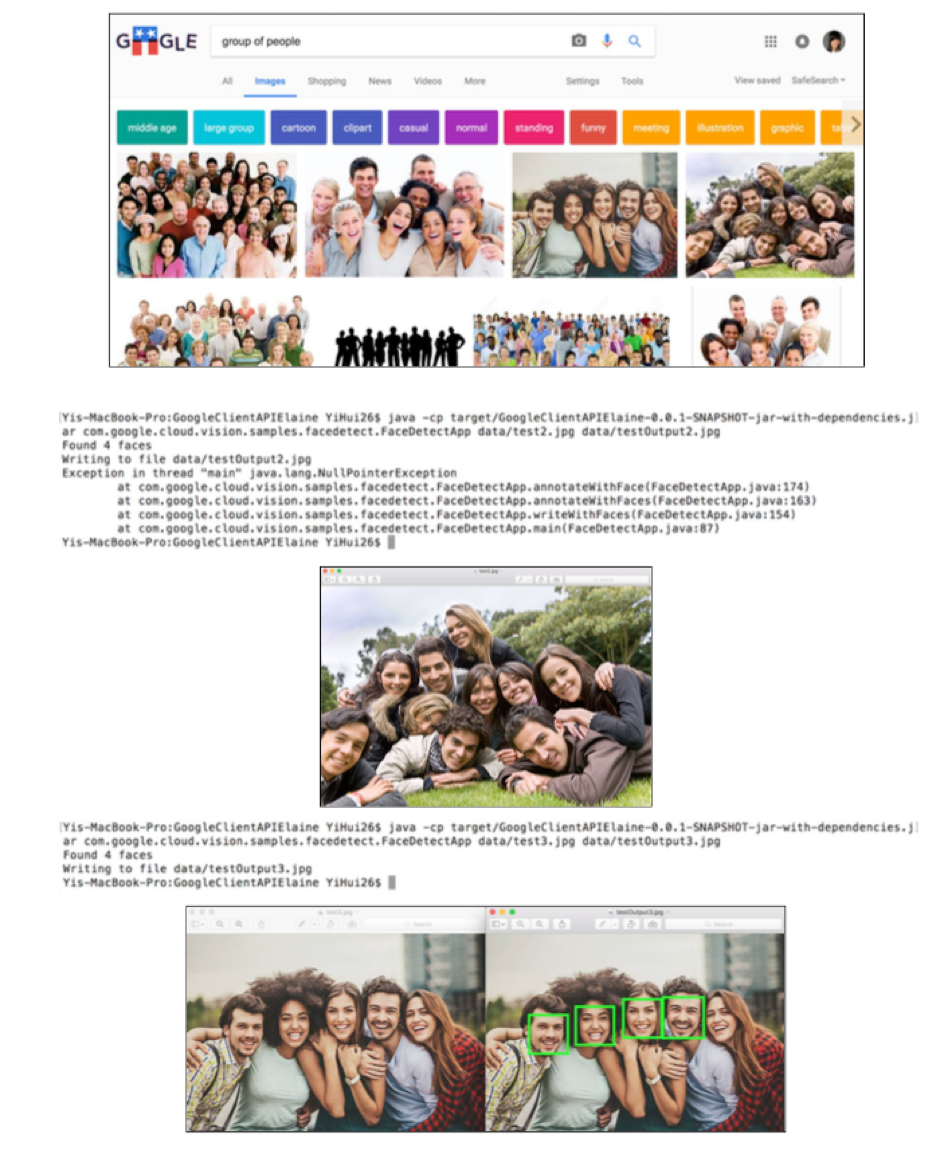 GOOGLE
group of people
All Images Shopping News Videos More Settings Tools View saved SafeSearch
middle age large group cartoon clipart casual normal standing funny meeting illustration graphic
Yis-MacBook-Pro:GoogleClientAPIElaine YiHui26$ java -cp target/GoogleClientAPIElaine-0.0.1-SNAPSHOT-jar-with-dependencies.j
ar com.google.cloud.vision.samples.facedetect.FaceDetectApp data/test2.jpg data/testOutput2.jpg
Found 4 faces
Writing to file data/testOutput2.jpg
Exception in thread "main" java.lang.NullPointerException
at com.google.cloud.vision.samples.facedetect.FaceDetectApp.annotateWithFace(FaceDetectApp.java:174)
at com.google.cloud.vision.samples.facedetect.FaceDetectApp.annotateWithFaces(FaceDetectApp.java:163)
at com.google.cloud.vision.samples.facedetect.FaceDetectApp.writeWithFaces(FaceDetectApp.java:154)
at com.google.cloud.vision.samples.facedetect.FaceDetectApp.main(FaceDetectApp.java:87)
Yis-MacBook-Pro:GoogleClientAPIElaine YiHui26$
test2.jpg
Yis-MacBook-Pro:GoogleClientAPIElaine YiHui26$ java -cp target/GoogleClientAPIElaine-0.0.1-SNAPSHOT-jar-with-dependencies.j
ar com.google.cloud.vision.samples.facedetect.FaceDetectApp data/test3.jpg data/testOutput3.jpg
Found 4 faces
Writing to file data/testOutput3.jpg
Yis-MacBook-Pro:GoogleClientAPIElaine YiHui26$
test3.jpg testOutput3.jpg
Search Search